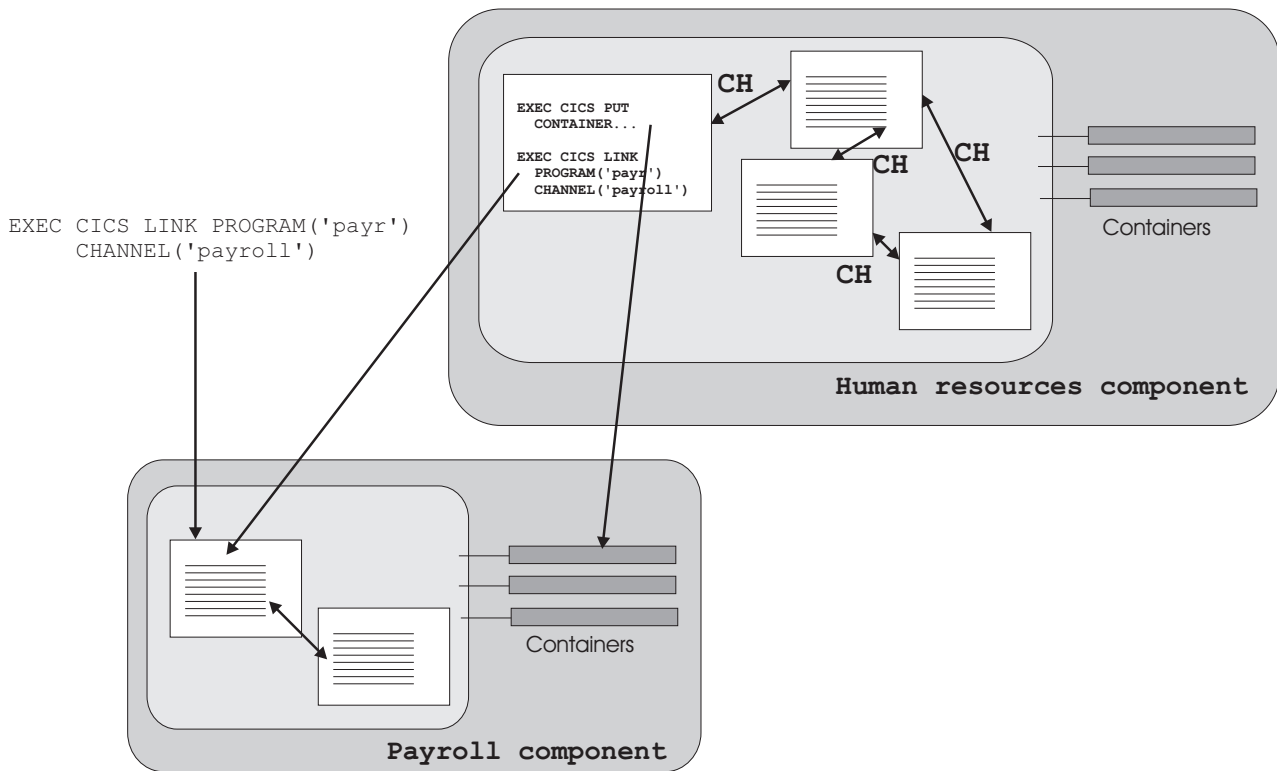 CH
EXEC CICS PUT
CONTAINER...
EXEC CICS LINK
PROGRAM('payr')
CHANNEL('payroll')
CH
CH
CH
Containers
Human resources component
EXEC CICS LINK PROGRAM('payr')
CHANNEL('payroll')
Containers
Payroll component